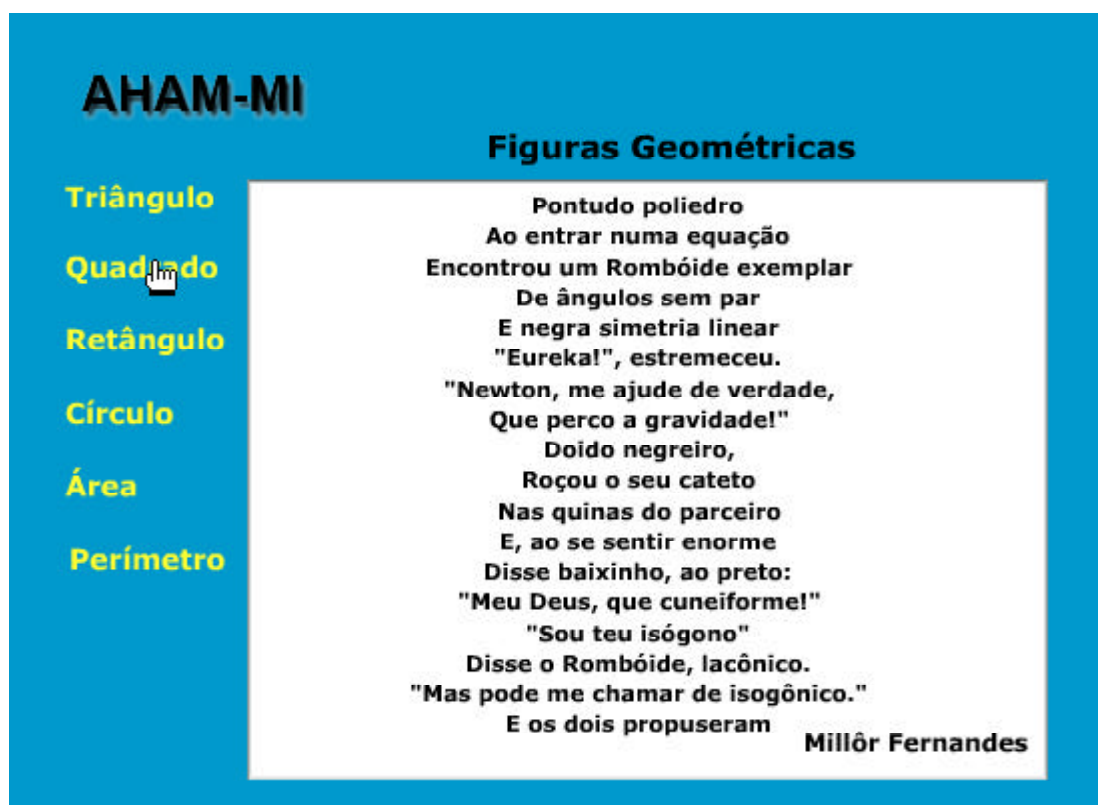 AHAM-MI
Figuras Geométricas
Triângulo
Quadrado
Retângulo
Círculo
Área
Perímetro
Pontudo poliedro
Ao entrar numa equação
Encontrou um Rombóide exemplar
De ângulos sem par
E negra simetria linear
"Eureka!", estremeceu.
"Newton, me ajude de verdade,
Que perco a gravidade!"
Doido negreiro,
Roçou o seu cateto
Nas quinas do parceiro
E, ao se sentir enorme
Disse baixinho, ao preto:
"Meu Deus, que cuneiforme!"
"Sou teu isógono"
Disse o Rombóide, lacônico.
"Mas pode me chamar de isogônico."
E os dois propuseram
Millôr Fernandes